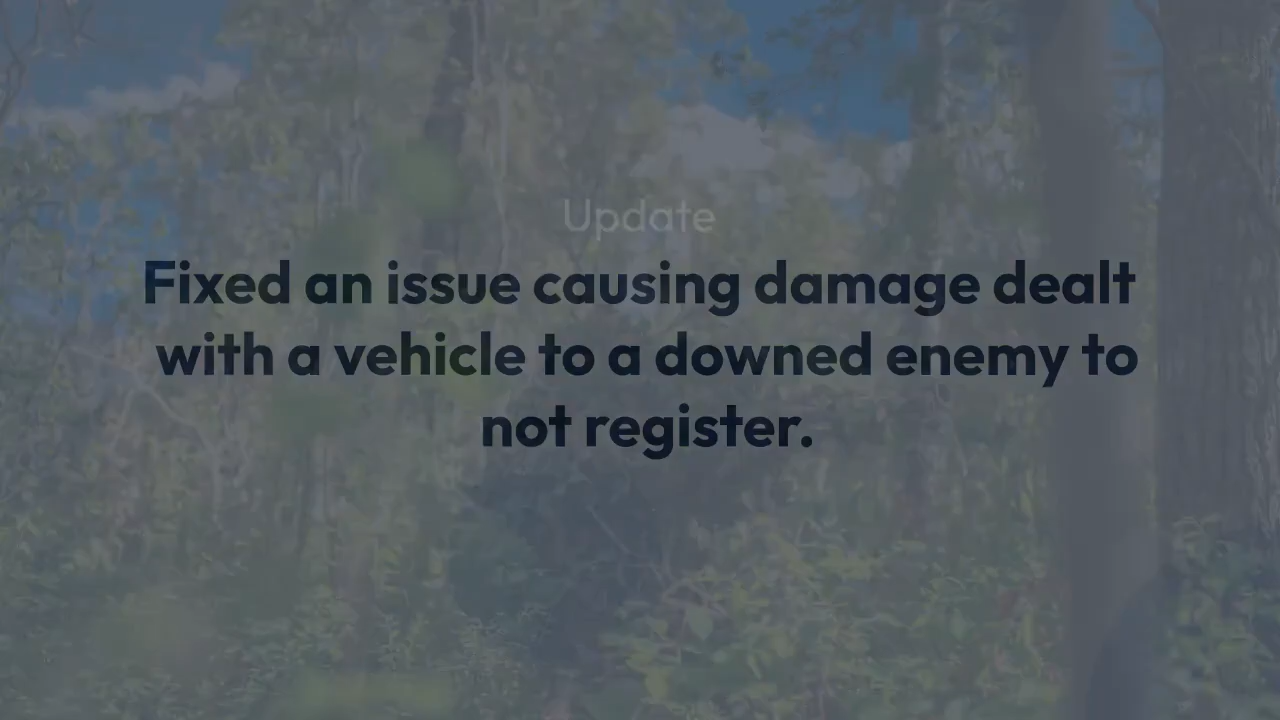 Update
Fixed an issue causing damage dealt
with a vehicle to a downed enemy to
not register.